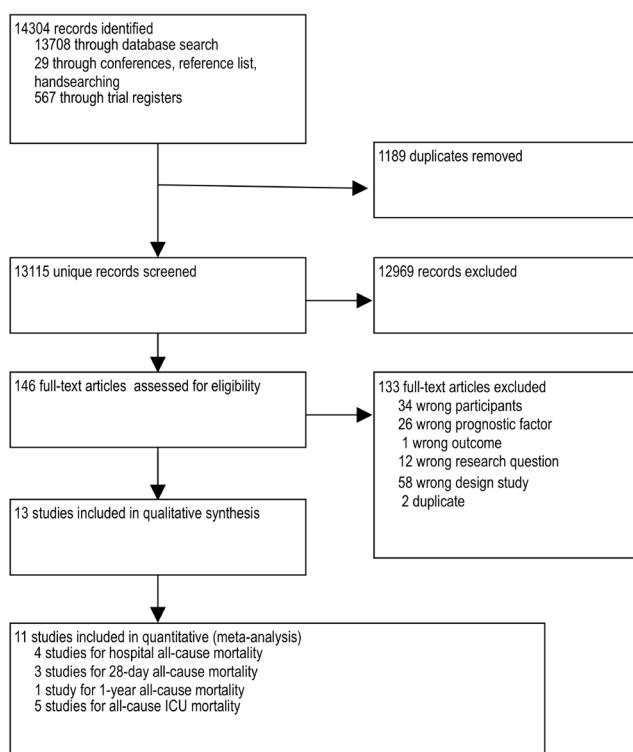 14304 records identified
13708 through database search
29 through conferences, reference list,
handsearching
567 through trial registers
1189 duplicates removed
13115 unique records screened
12969 records excluded
146 full-text articles assessed for eligibility
133 full-text articles excluded
34 wrong participants
26 wrong prognostic factor
1 wrong outcome
12 wrong research question
58 wrong design study
2 duplicate
13 studies included in qualitative synthesis
11 studies included in quantitative (meta-analysis)
4 studies for hospital all-cause mortality
3 studies for 28-day all-cause mortality
1 study for 1-year all-cause mortality
5 studies for all-cause ICU mortality